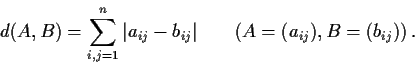 d(A, B) = \sum_{i,j=1}^{n} |a_{ij} - b_{ij}| \qquad (A = (a_{ij}), B = (b_{ij})) .